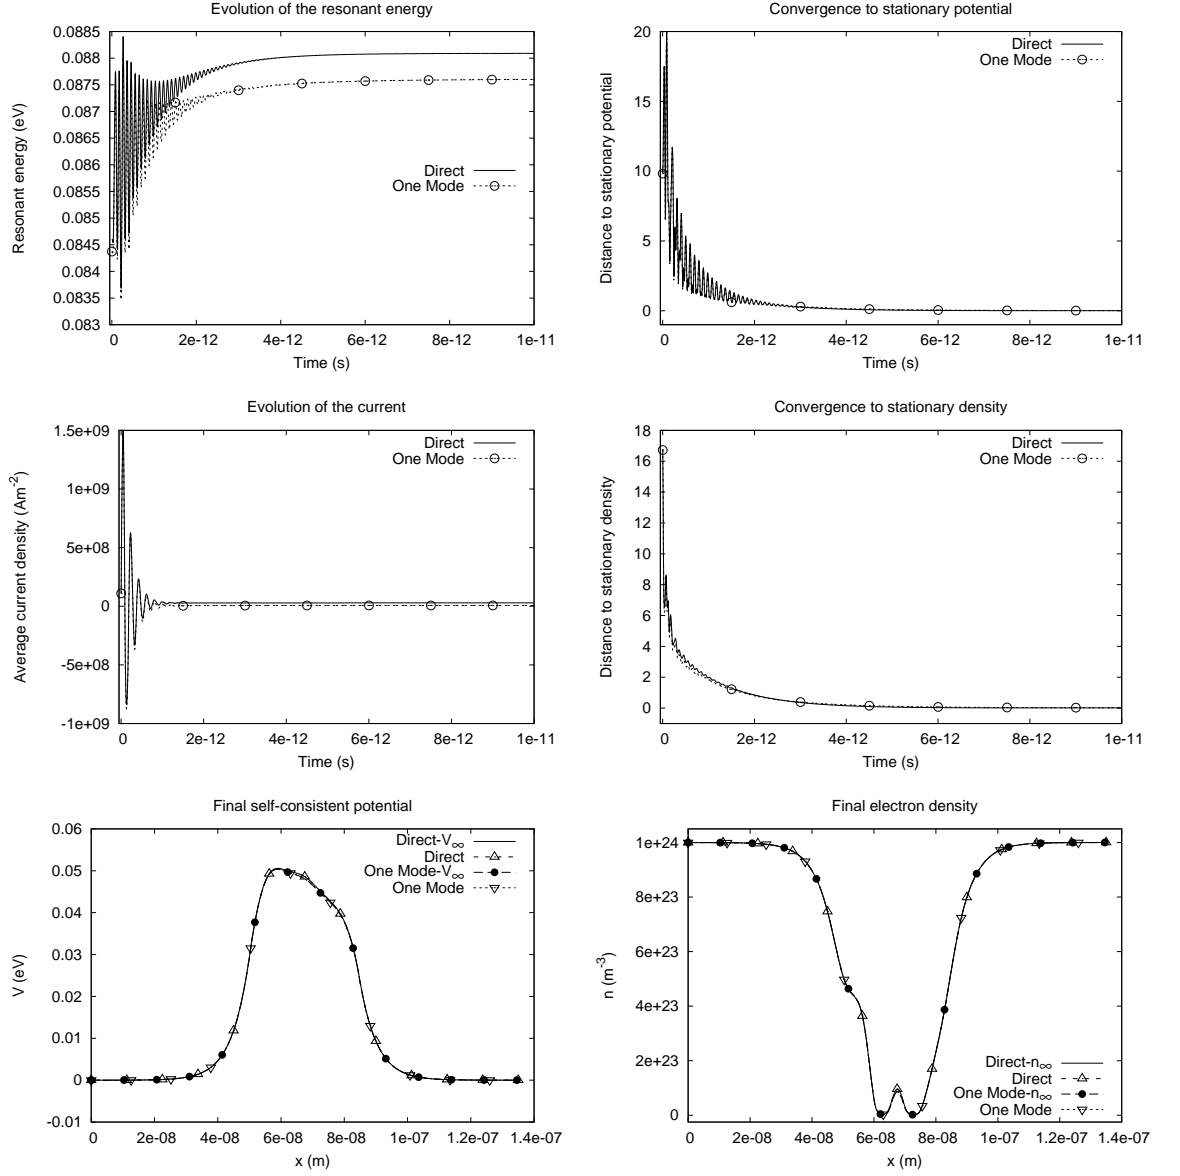 Evolution of the resonant energy
0.0885
0.088
0.0875
0.087
0.0865
0.086
0.0855
0.085
0.0845
0.084
0.0835
0.083
Resonant energy (eV)
Direct
One Mode
0
2e-12
4e-12
6e-12
8e-12
1e-11
Time (s)
Convergence to stationary potential
20
15
10
5
0
Distance to stationary potential
Direct
One Mode
0
2e-12
4e-12
6e-12
8e-12
1e-11
Time (s)
Evolution of the current
1.5e+09
1e+09
5e+08
0
-5e+08
-1e+09
Average current density (Am⁻²)
Direct
One Mode
0
2e-12
4e-12
6e-12
8e-12
1e-11
Time (s)
Convergence to stationary density
18
16
14
12
10
8
6
4
2
0
Distance to stationary density
Direct
One Mode
0
2e-12
4e-12
6e-12
8e-12
1e-11
Time (s)
Final self-consistent potential
0.06
0.05
0.04
0.03
0.02
0.01
0
-0.01
V (eV)
Direct-V∞
Direct
One Mode-V∞
One Mode
0
2e-08
4e-08
6e-08
8e-08
1e-07
1.2e-07
1.4e-07
x (m)
Final electron density
1e+24
8e+23
6e+23
4e+23
2e+23
0
n (m⁻³)
Direct-n∞
Direct
One Mode-n∞
One Mode
0
2e-08
4e-08
6e-08
8e-08
1e-07
1.2e-07
1.4e-07
x (m)